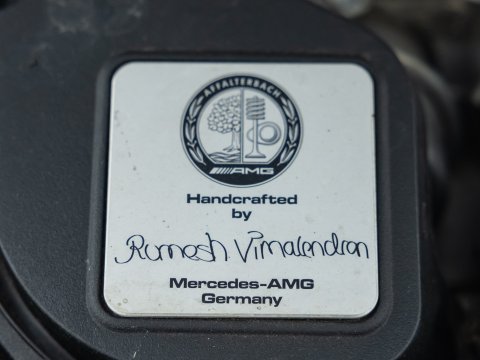 AFFALTERBACH
AMG
Handcrafted
by
Rumesh Vimalendran
Mercedes-AMG
Germany